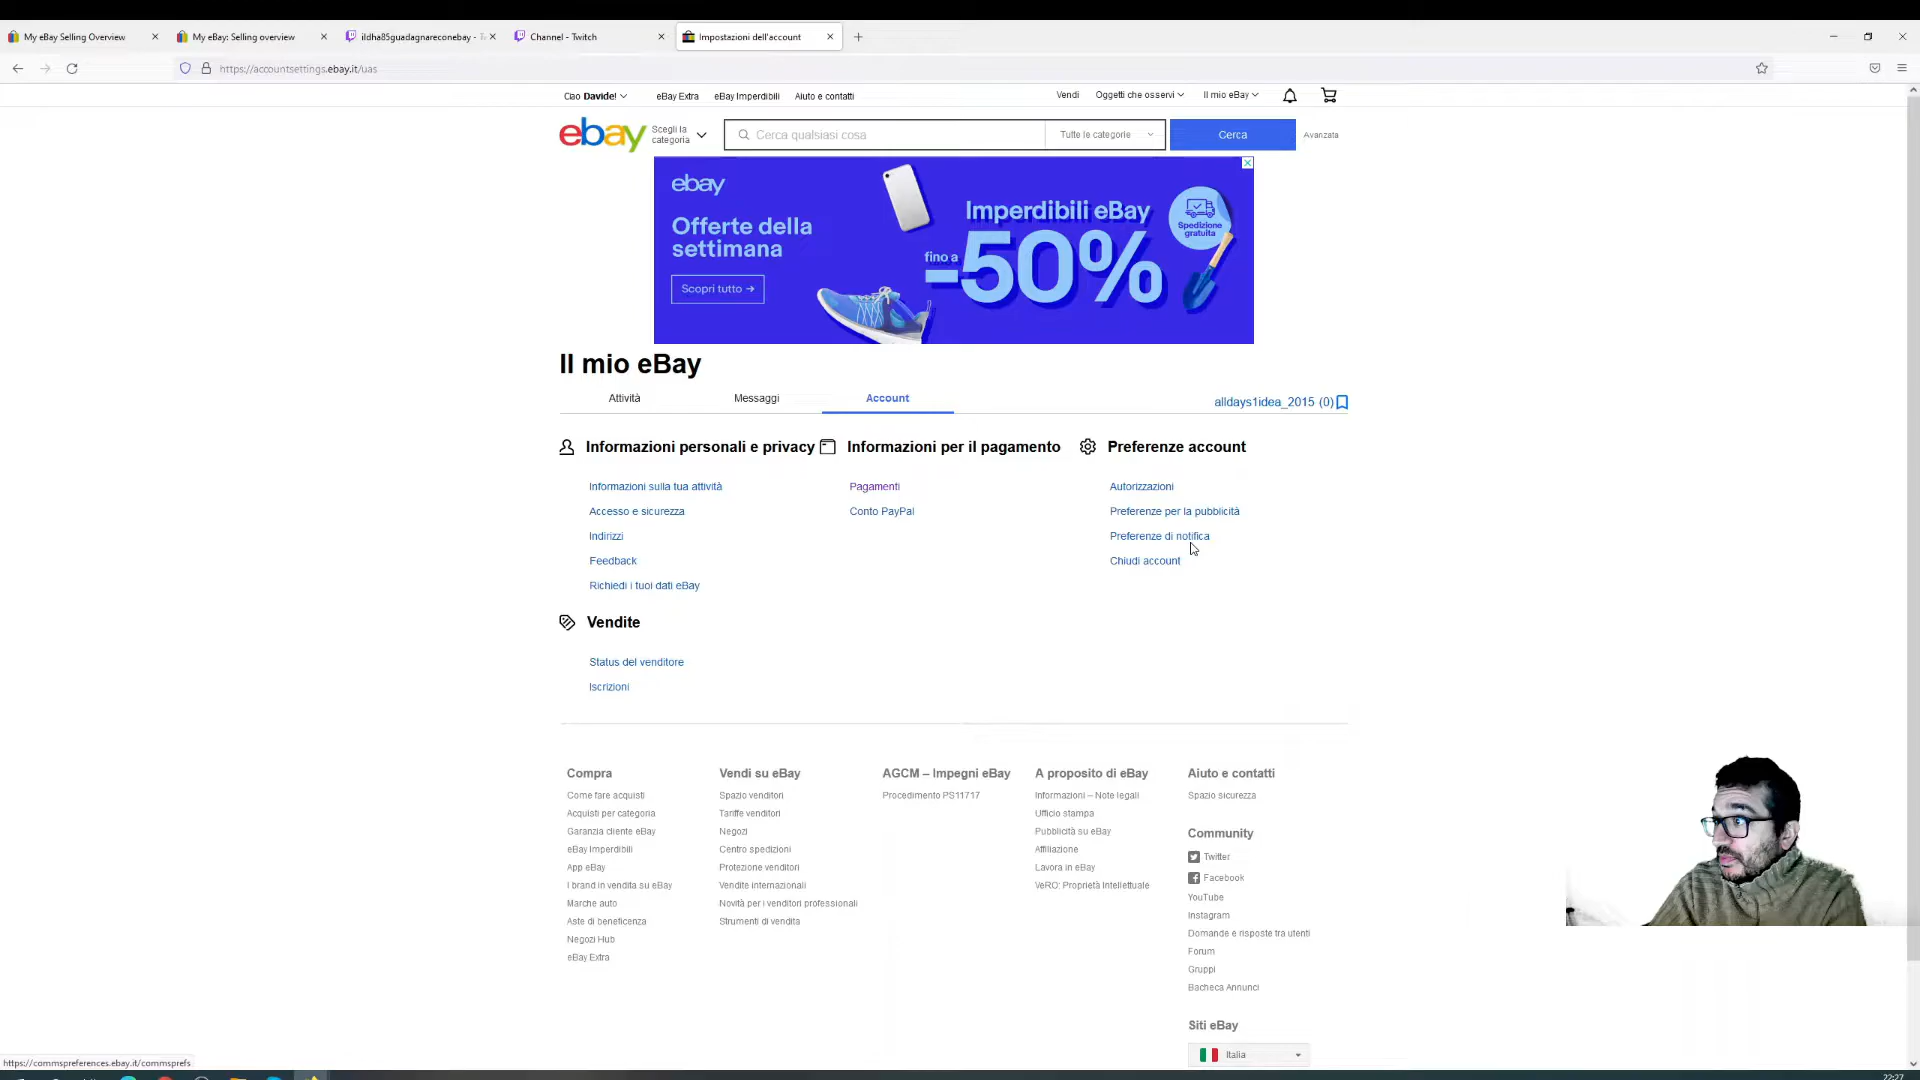 My eBay Selling Overview
My eBay: Selling overview
ildha85guadagnareconebay - Tw
Channel - Twitch
Impostazioni dell'account
https://accountsettings.ebay.it/uas
Ciao Davide!
eBay Extra
eBay Imperdibili
Aiuto e contatti
Vendi
Oggetti che osservi
Il mio eBay
ebay
Scegli la categoria
Cerca qualsiasi cosa
Tutte le categorie
Cerca
Avanzata
ebay
Offerte della
settimana
Scopri tutto →
Imperdibili eBay
fino a
-50%
Spedizione
gratuita
Il mio eBay
Attività
Messaggi
Account
alldays1idea_2015 (0)
Informazioni personali e privacy
Informazioni sulla tua attività
Accesso e sicurezza
Indirizzi
Feedback
Richiedi i tuoi dati eBay
Informazioni per il pagamento
Pagamenti
Conto PayPal
Preferenze account
Autorizzazioni
Preferenze per la pubblicità
Preferenze di notifica
Chiudi account
Vendite
Status del venditore
Iscrizioni
Compra
Come fare acquisti
Acquisti per categoria
Garanzia cliente eBay
eBay Imperdibili
App eBay
I brand in vendita su eBay
Marche auto
Aste di beneficenza
Negozi Hub
eBay Extra
Vendi su eBay
Spazio venditori
Tariffe venditori
Negozi
Centro spedizioni
Protezione venditori
Vendite internazionali
Novità per i venditori professionali
Strumenti di vendita
AGCM – Impegni eBay
Procedimento PS11717
A proposito di eBay
Informazioni – Note legali
Ufficio stampa
Pubblicità su eBay
Affiliazione
Lavora in eBay
VeRO: Proprietà Intellettuale
Aiuto e contatti
Spazio sicurezza
Community
Twitter
Facebook
YouTube
Instagram
Domande e risposte tra utenti
Forum
Gruppi
Bacheca Annunci
Siti eBay
Italia
https://commspreferences.ebay.it/commsprefs
22:27